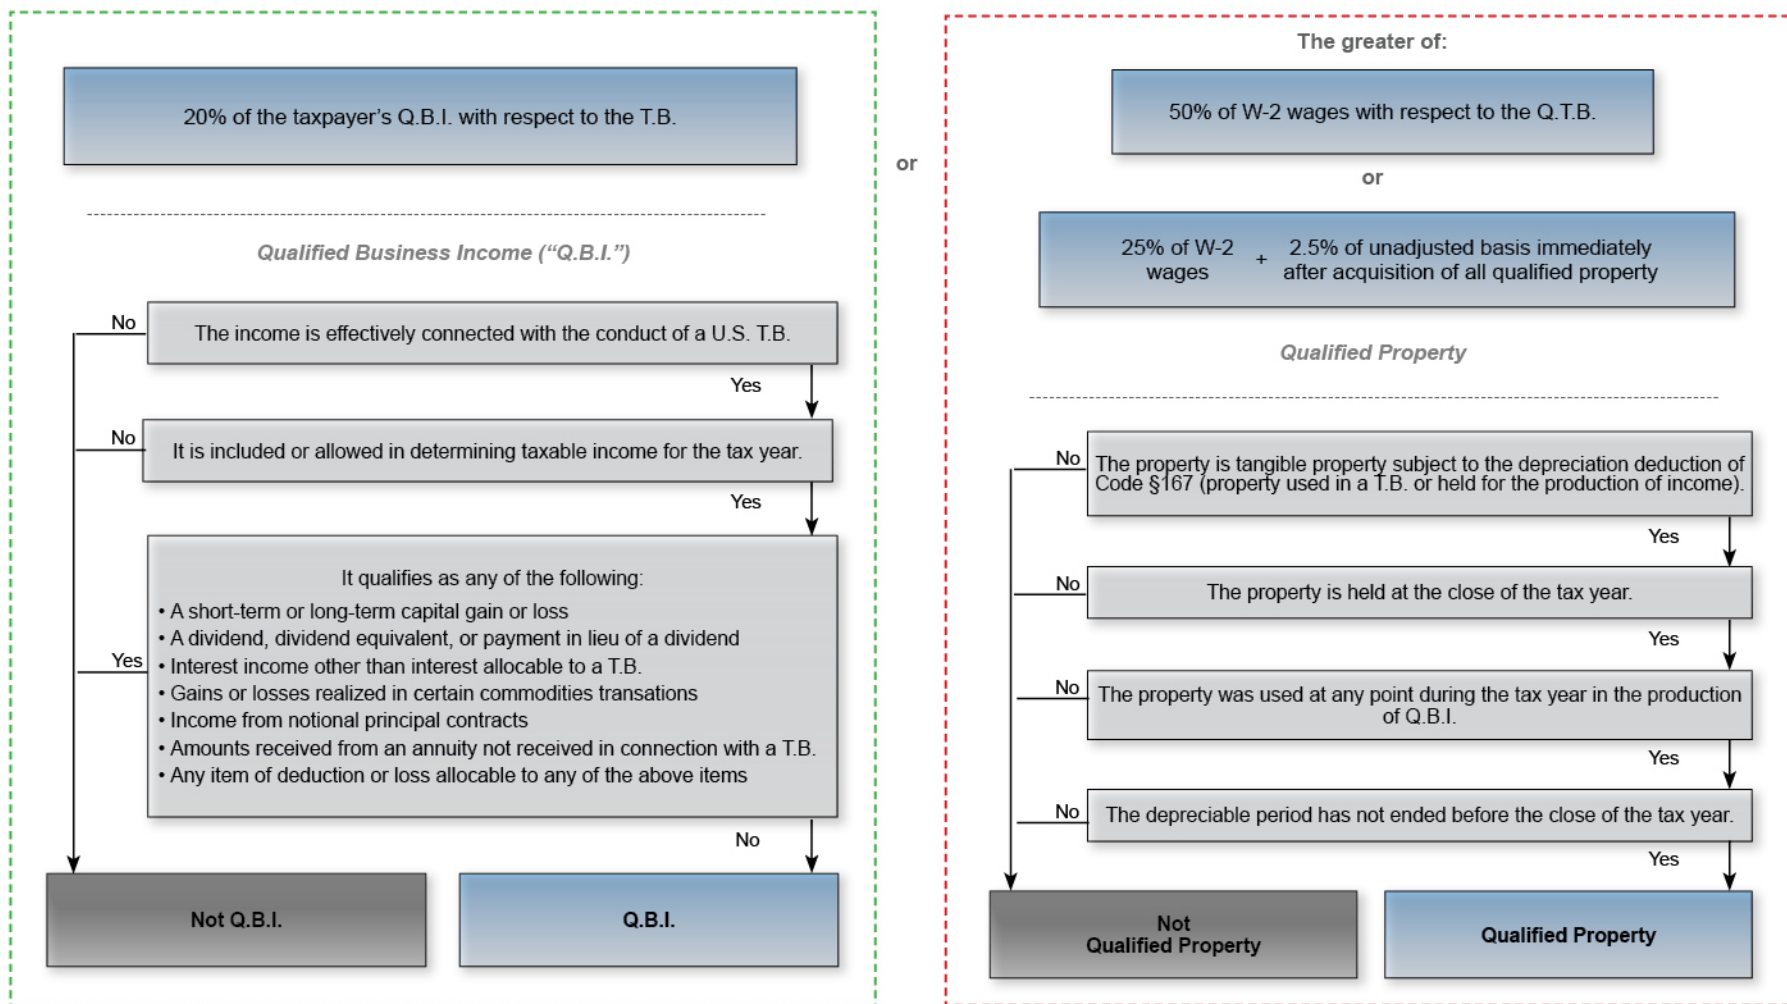 20% of the taxpayer’s Q.B.I. with respect to the T.B.
Qualified Business Income (“Q.B.I.”)
No
The income is effectively connected with the conduct of a U.S. T.B.
Yes
No
It is included or allowed in determining taxable income for the tax year.
Yes
It qualifies as any of the following:
• A short-term or long-term capital gain or loss
• A dividend, dividend equivalent, or payment in lieu of a dividend
Yes
• Interest income other than interest allocable to a T.B.
• Gains or losses realized in certain commodities transations
• Income from notional principal contracts
• Amounts received from an annuity not received in connection with a T.B.
• Any item of deduction or loss allocable to any of the above items
No
Not Q.B.I.
Q.B.I.
or
The greater of:
50% of W-2 wages with respect to the Q.T.B.
or
25% of W-2
wages
+
2.5% of unadjusted basis immediately
after acquisition of all qualified property
Qualified Property
No
The property is tangible property subject to the depreciation deduction of
Code §167 (property used in a T.B. or held for the production of income).
Yes
No
The property is held at the close of the tax year.
Yes
No
The property was used at any point during the tax year in the production
of Q.B.I.
Yes
No
The depreciable period has not ended before the close of the tax year.
Yes
Not
Qualified Property
Qualified Property